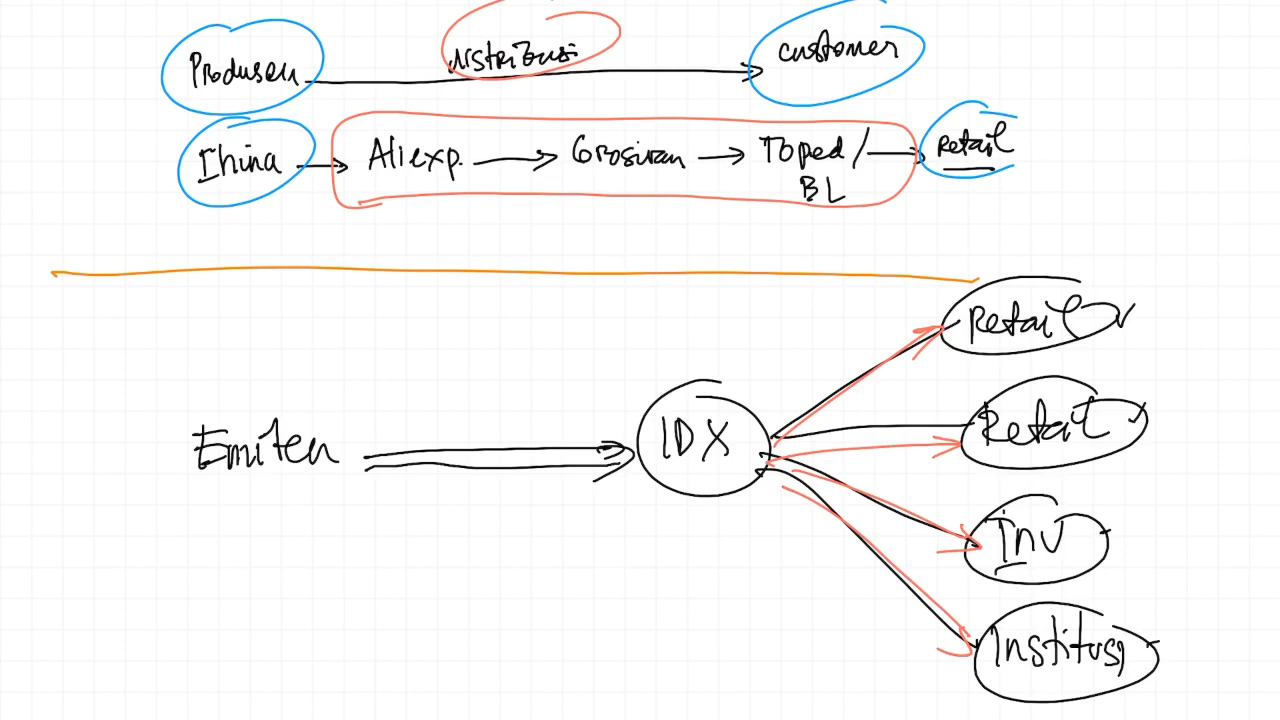 Produsen distribusi customer
China Aliexp. Grosiran Toped / Retail
BL
Retail
Emiten IDX Retail
Inv
Institusi